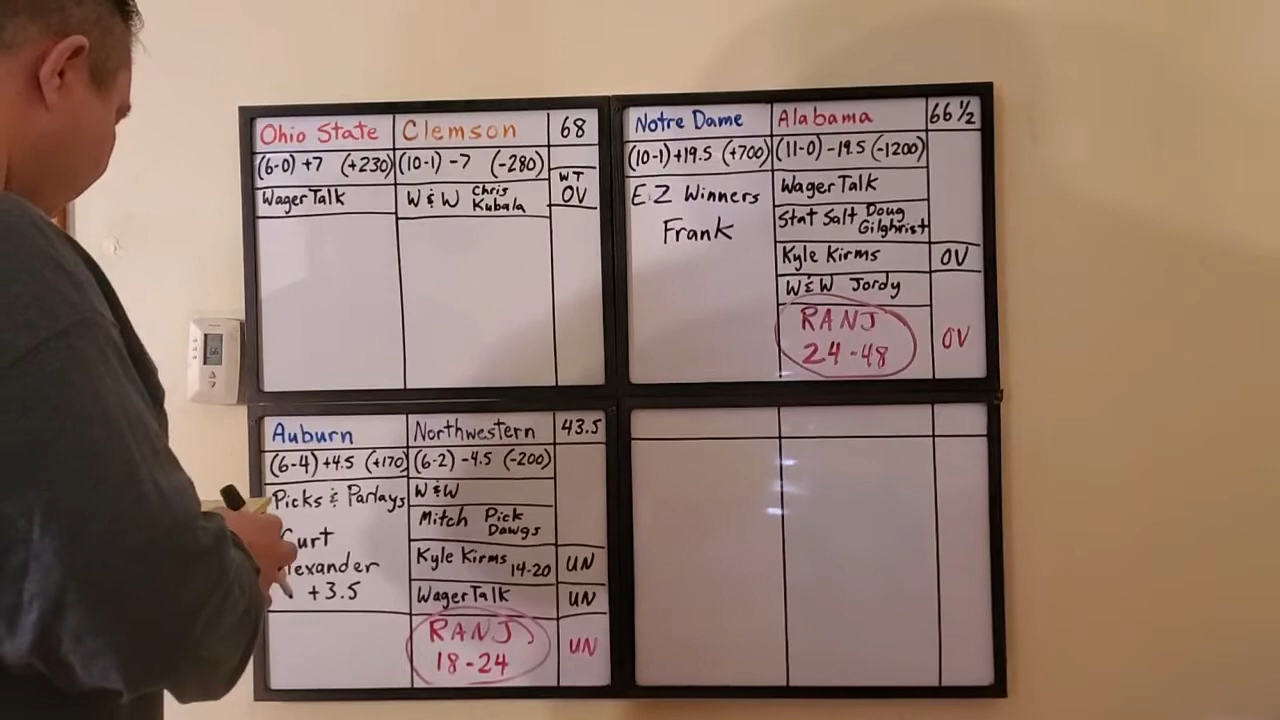 Ohio State Clemson 68
(6-0) +7 (+230) (10-1) -7 (-280)
WagerTalk W & W Chris Kubala WT OV
Notre Dame Alabama 66 ½
(10-1) +19.5 (+700) (11-0) -19.5 (-1200)
E.Z Winners WagerTalk
Frank Stat Salt Doug Gilghrist
Kyle Kirms OV
W & W Jordy
RANJ
24-48 OV
Auburn Northwestern 43.5
(6-4) +4.5 (+170) (6-2) -4.5 (-200)
Picks & Parlays W & W
Mitch Pick Dawgs
Kyle Kirms 14-20 UN
+3.5 WagerTalk UN
RANJ
18-24 UN
66